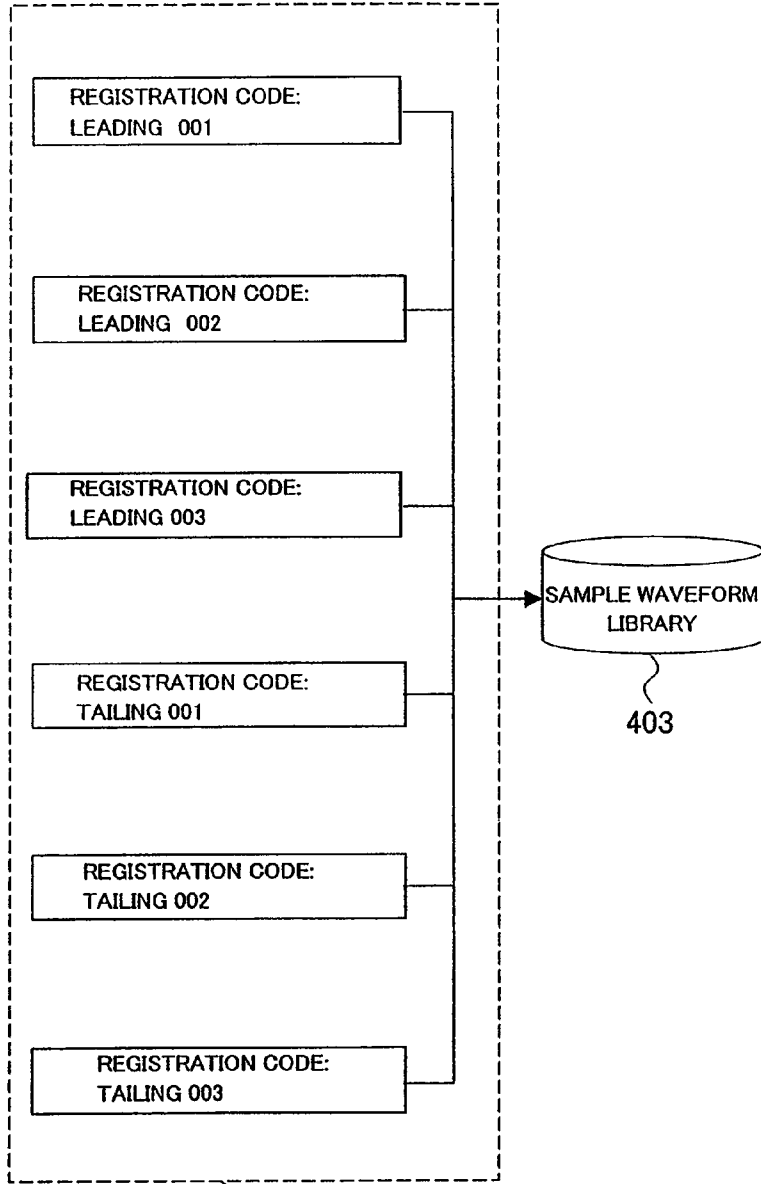 REGISTRATION CODE:
LEADING 001
REGISTRATION CODE:
LEADING 002
REGISTRATION CODE:
LEADING 003
REGISTRATION CODE:
TAILING 001
REGISTRATION CODE:
TAILING 002
REGISTRATION CODE:
TAILING 003
SAMPLE WAVEFORM
LIBRARY
403